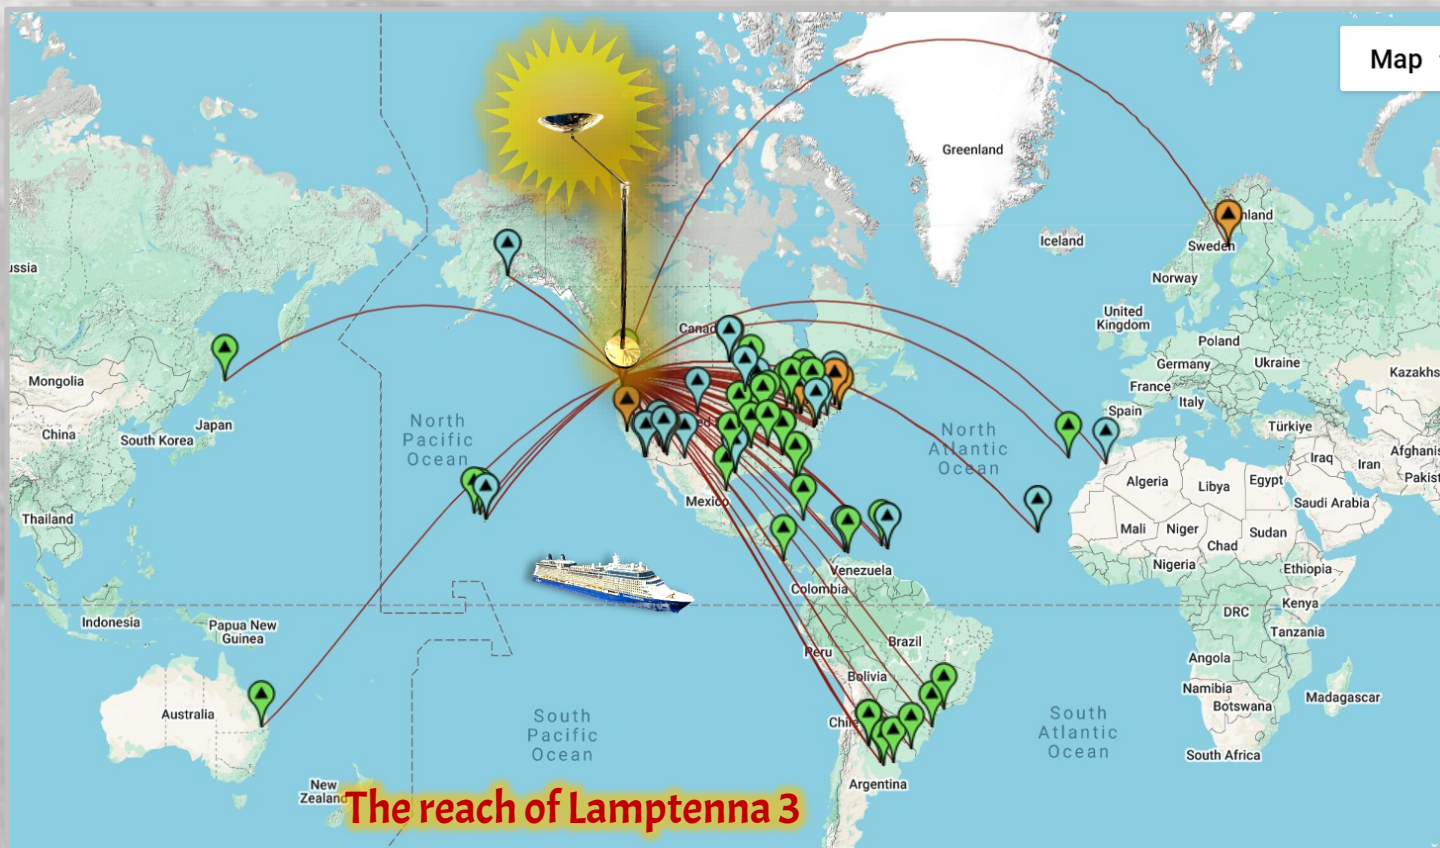 Map
Greenland
Iceland
nland
Sweden
Norway
ussia
United
Kingdom
Poland
Germany
Ukraine
France
Kazakhs
Italy
Spain
Türkiye
Canad
Mongolia
Japan
China
South Korea
North
Pacific
Ocean
North
Atlantic
Ocean
Afghanis
Iraq
Iran
Pakist
Algeria
Libya
Egypt
Saudi Arabia
Mexico
Thailand
Mali
Niger
Sudan
Chad
Nigeria
Ethiopia
Venezuela
Colombia
Kenya
DRC
Indonesia
Papua New
Guinea
Tanzania
Brazil
Peru
Angola
Bolivia
Namibia
Botswana
Madagascar
Australia
Chile
South
Pacific
Ocean
South
Atlantic
Ocean
South Africa
Argentina
New
Zealand
The reach of Lamptenna 3